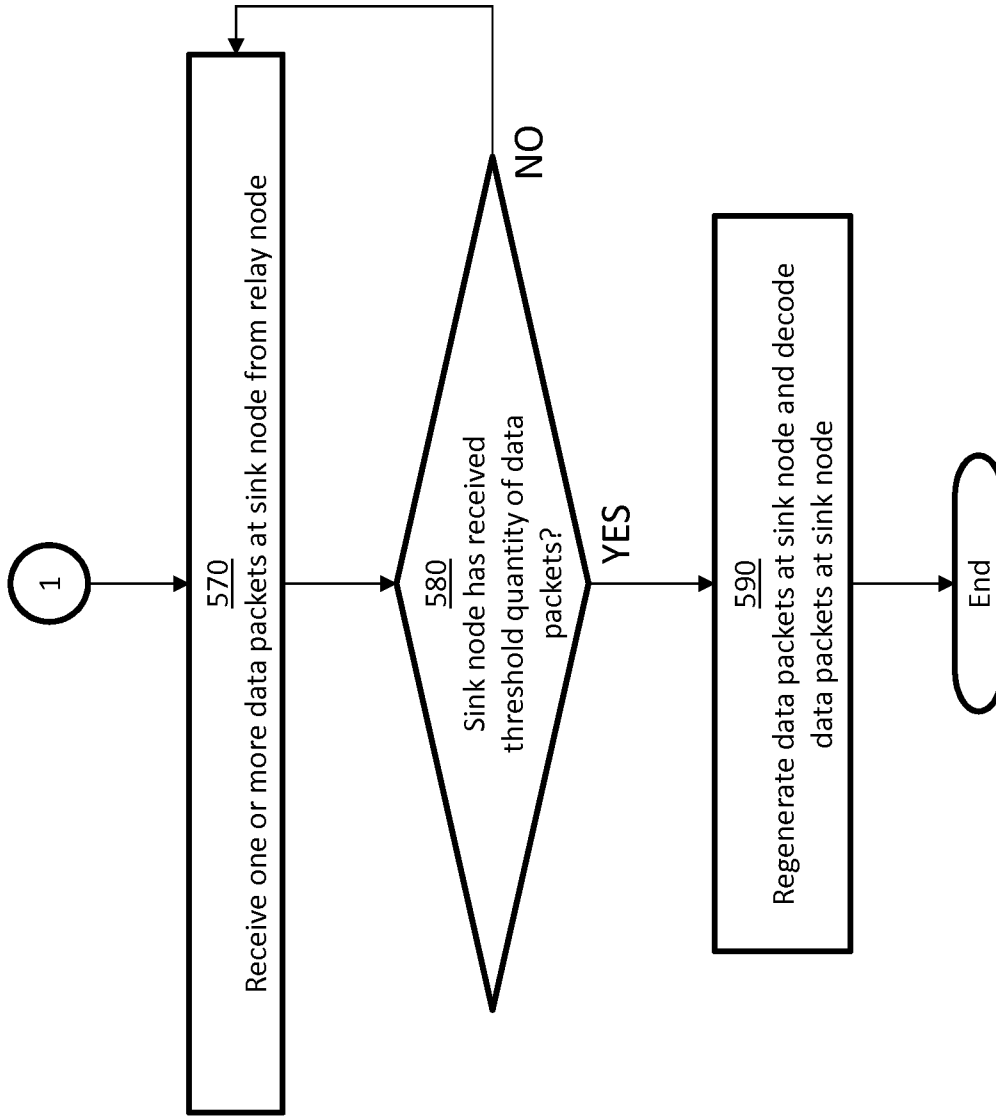 1
570
Receive one or more data packets at sink node from relay node
580
Sink node has received
threshold quantity of data
packets?
NO
YES
590
Regenerate data packets at sink node and decode
data packets at sink node
End